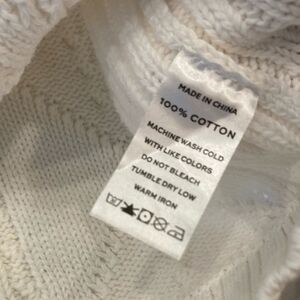 MADE IN CHINA
100% COTTON
MACHINE WASH COLD
WITH LIKE COLORS
DO NOT BLEACH
TUMBLE DRY LOW
WARM IRON